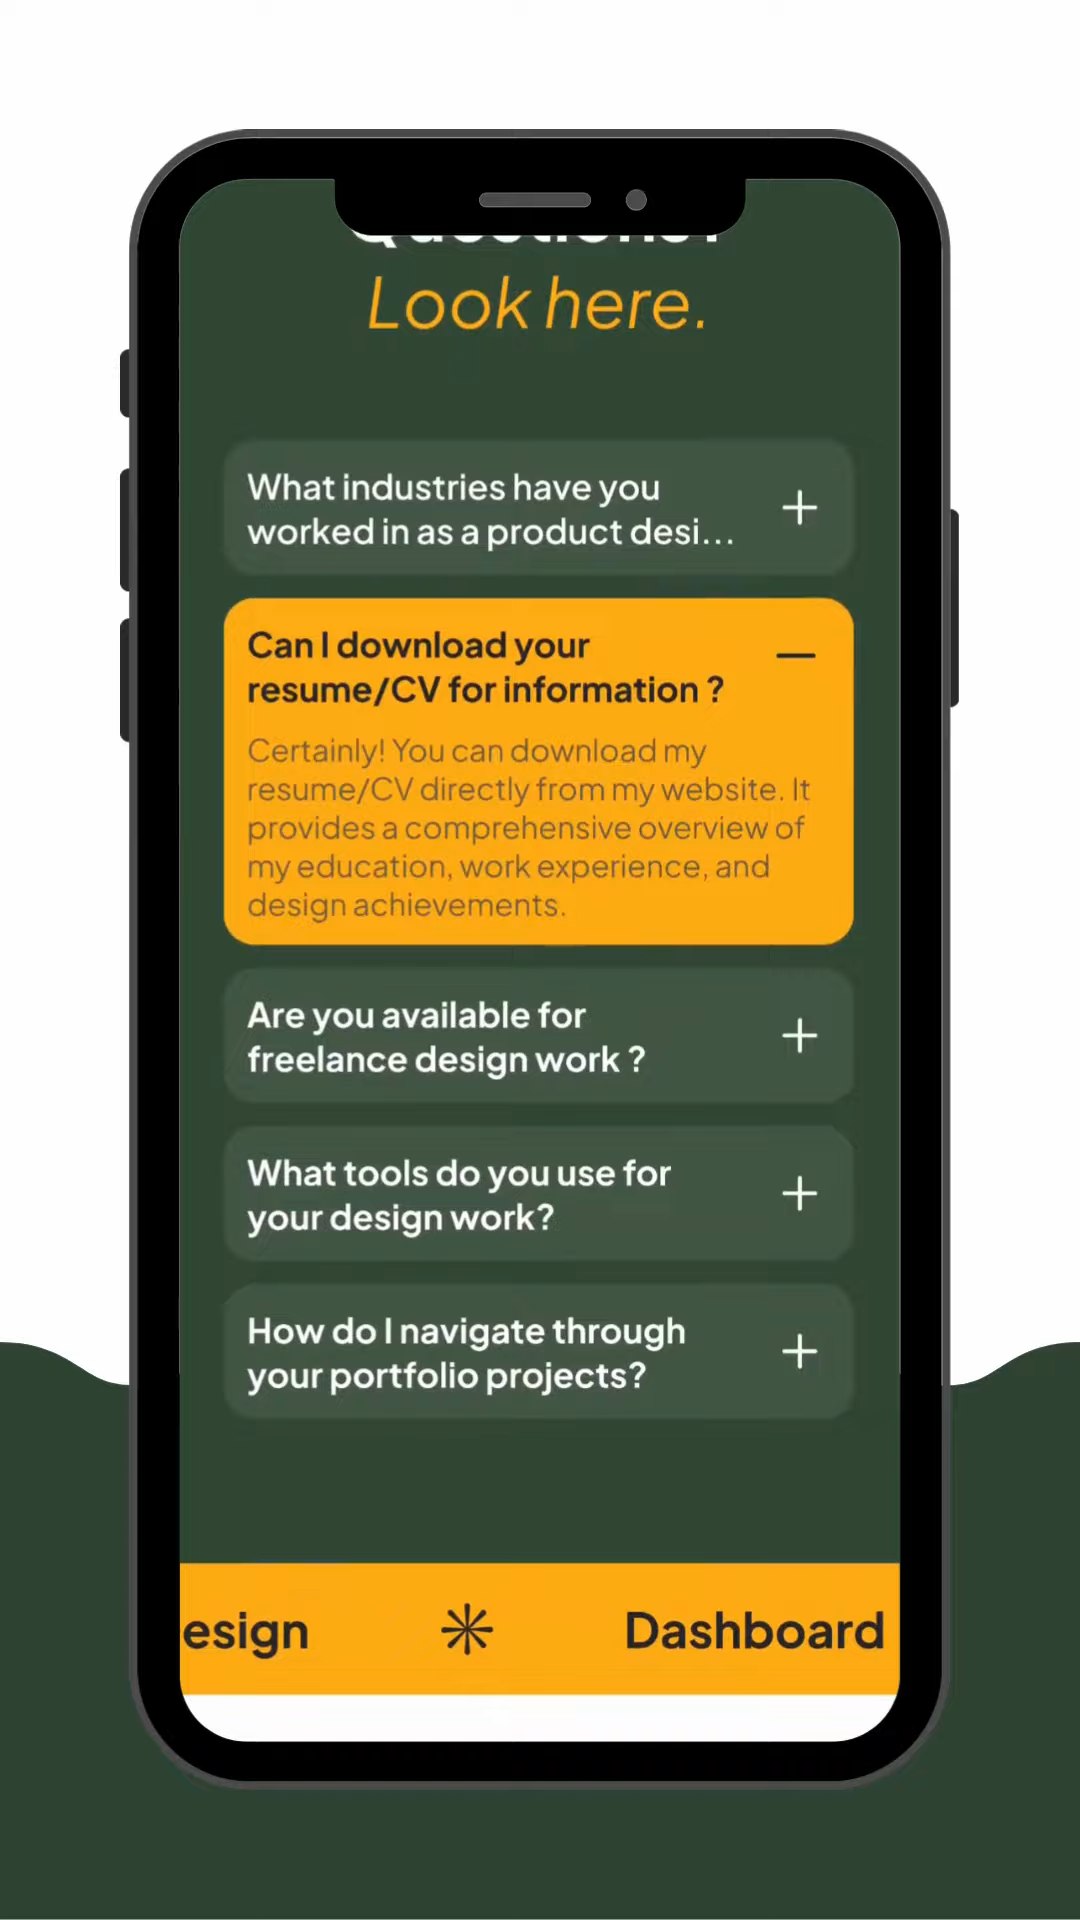 Questions?
Look here.
What industries have you
worked in as a product desi...
Can I download your
resume/CV for information ?
Certainly! You can download my
resume/CV directly from my website. It
provides a comprehensive overview of
my education, work experience, and
design achievements.
Are you available for
freelance design work ?
What tools do you use for
your design work?
How do I navigate through
your portfolio projects?
esign
Dashboard